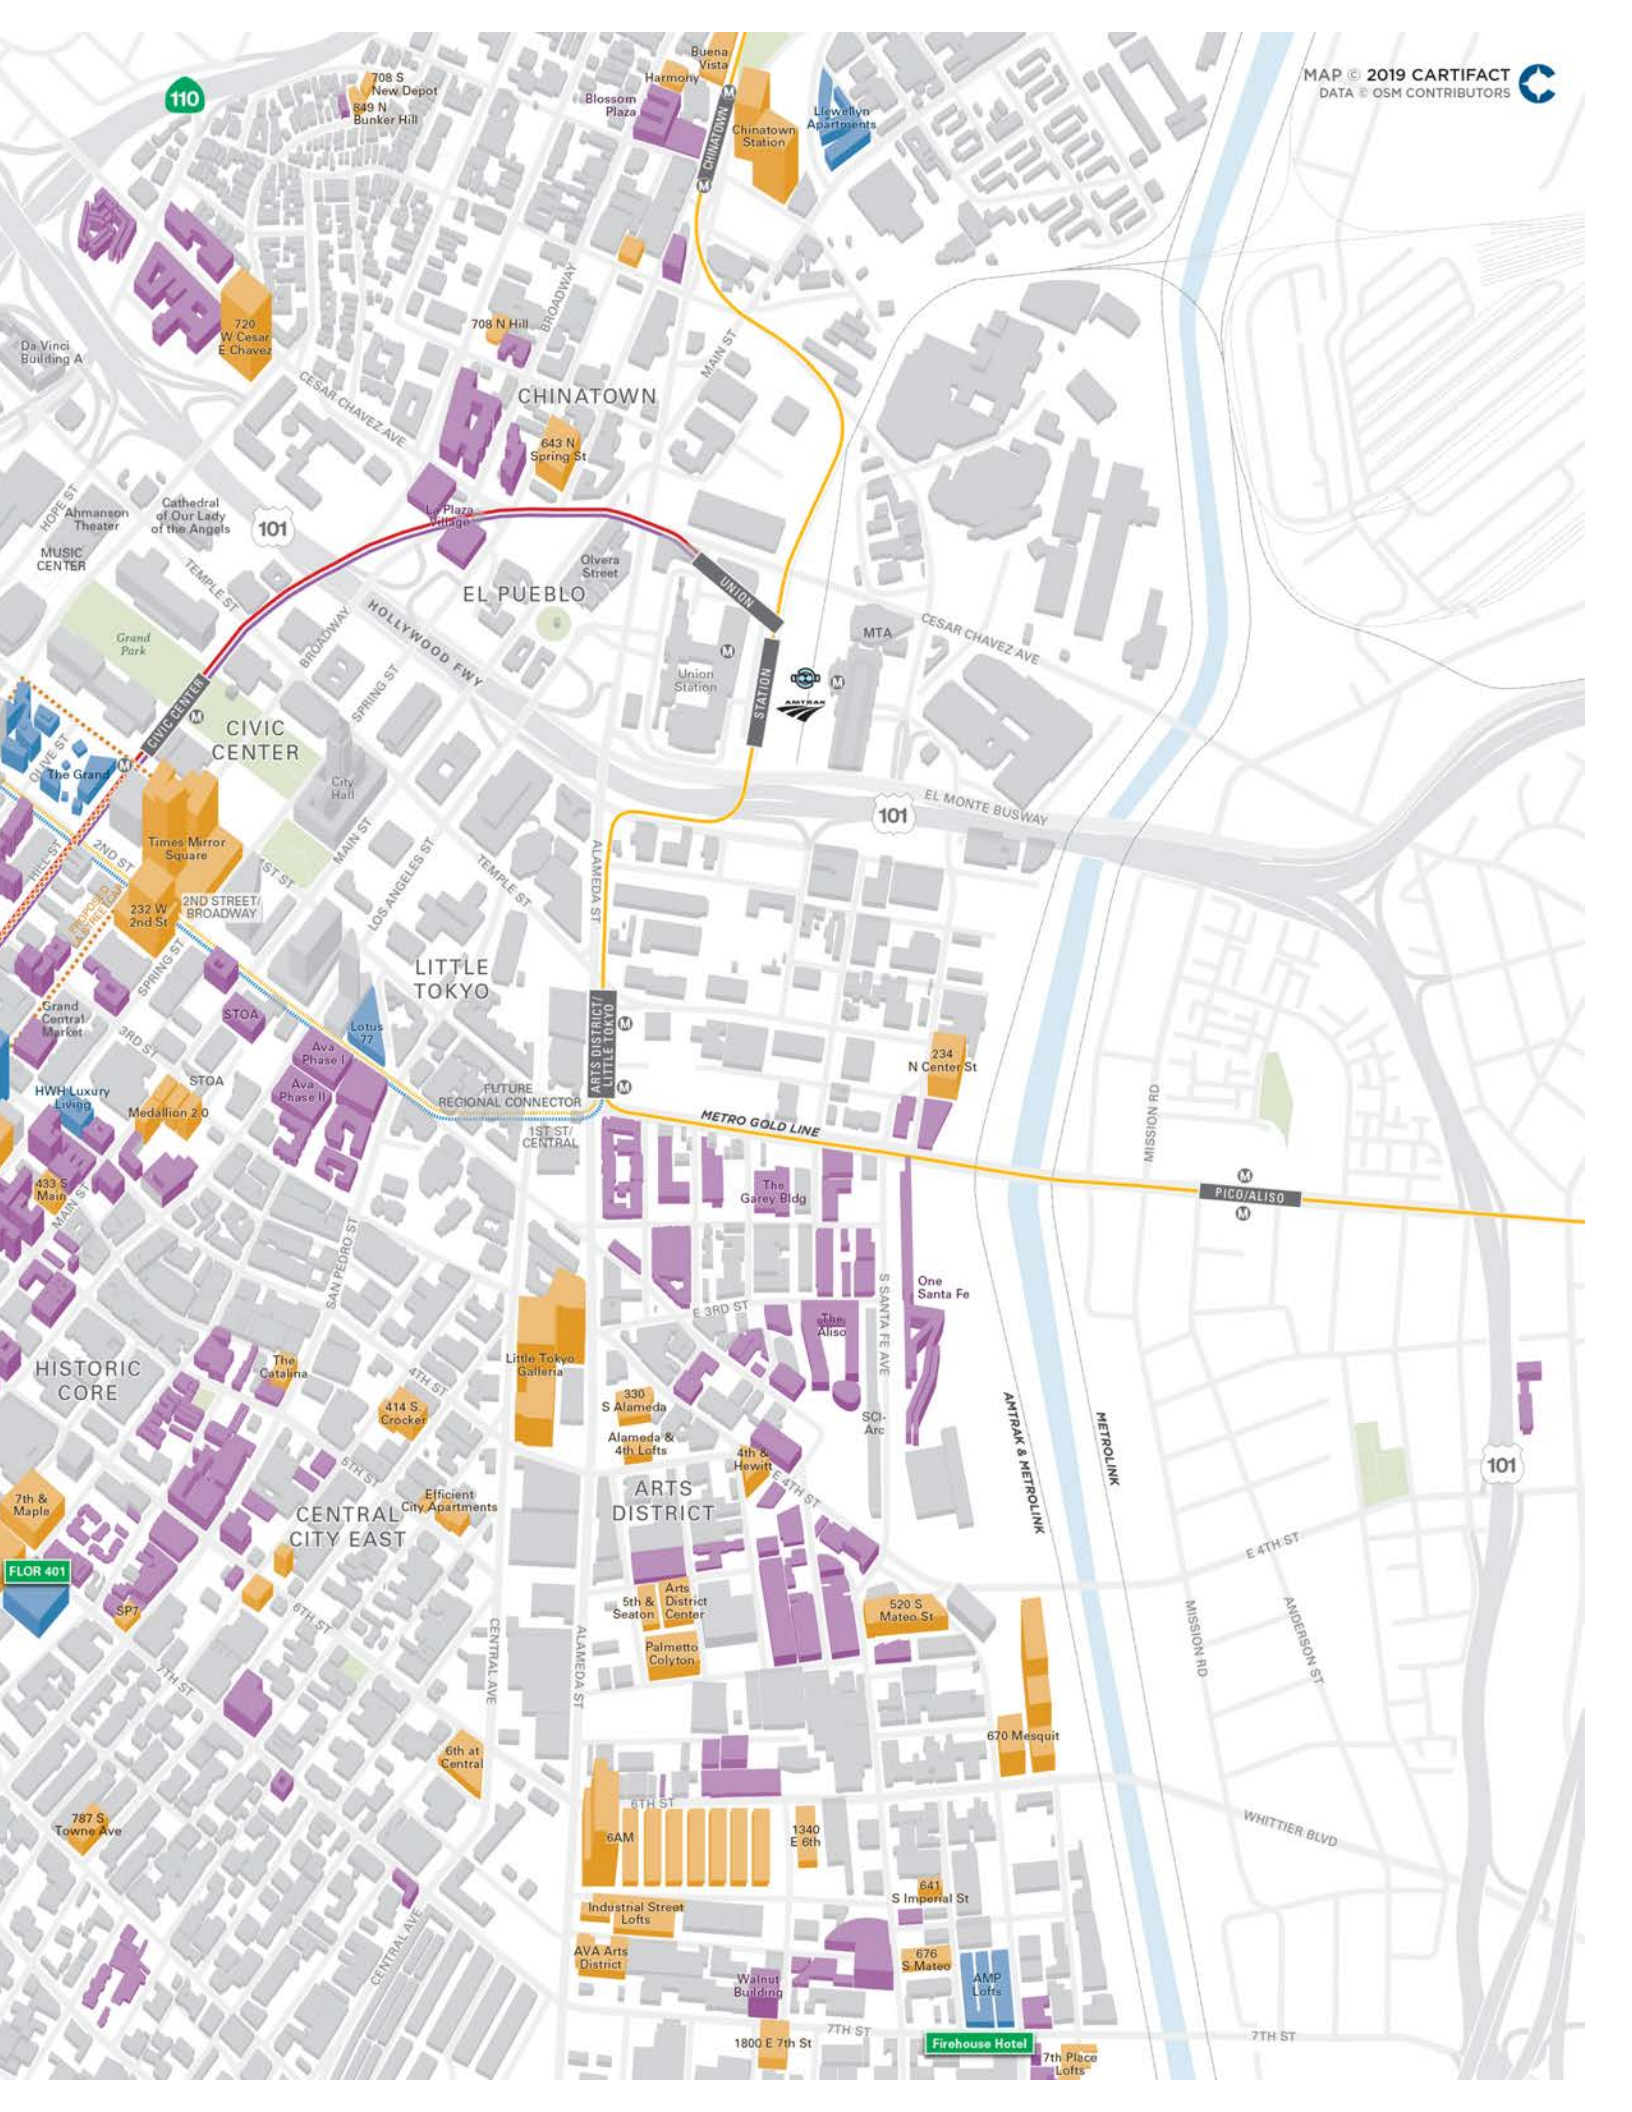 MAP © 2019 CARTIFACT
DATA © OSM CONTRIBUTORS
110
708 S
New Depot
849 N
Bunker Hill
Buena
Vista
Harmony
Blossom
Plaza
CHINATOWN
M
M
Chinatown
Station
Llewellyn
Apartments
720
W Cesar
E Chavez
Da Vinci
Building A
708 N Hill
BROADWAY
MAIN ST
CESAR CHAVEZ AVE
CHINATOWN
643 N
Spring St
HOPE ST
Ahmanson
Theater
Cathedral
of Our Lady
of the Angels
101
La Plaza
Village
MUSIC
CENTER
TEMPLE ST
Olvera
Street
EL PUEBLO
UNION
HOLLYWOOD FWY
BROADWAY
Grand
Park
SPRING ST
M
Union
Station
STATION
MTA
CESAR CHAVEZ AVE
M
AMTRAK
CIVIC CENTER
M
CIVIC
CENTER
OLIVE ST
The Grand
M
City
Hall
101
EL MONTE BUSWAY
Times Mirror
Square
MAIN ST
HILL ST
2ND ST
1ST ST
LOS ANGELES ST
TEMPLE ST
ALAMEDA ST
PROPOSED
LA STREETCAR
232 W
2nd St
2ND STREET/
BROADWAY
SPRING ST
LITTLE
TOKYO
Grand
Central
Market
STOA
3RD ST
Lotus
77
Ava
Phase I
ARTS DISTRICT/
LITTLE TOKYO
M
M
234
N Center St
HWH Luxury
Living
STOA
Ava
Phase II
Medallion 2.0
FUTURE
REGIONAL CONNECTOR
1ST ST/
CENTRAL
METRO GOLD LINE
MISSION RD
M
PICO/ALISO
M
433 S
Main
MAIN ST
SAN PEDRO ST
The
Garey Bldg
One
Santa Fe
S SANTA FE AVE
E 3RD ST
The
Aliso
HISTORIC
CORE
The
Catalina
4TH ST
Little Tokyo
Galleria
414 S
Crocker
330
S Alameda
SCI-
Arc
Alameda &
4th Lofts
4th &
Hewitt
AMTRAK & METROLINK
METROLINK
101
5TH ST
E 4TH ST
7th &
Maple
Efficient
City Apartments
CENTRAL
CITY EAST
ARTS
DISTRICT
E 4TH ST
FLOR 401
SP7
6TH ST
5th &
Seaton
Arts
District
Center
520 S
Mateo St
Palmetto
Colyton
CENTRAL AVE
ALAMEDA ST
MISSION RD
ANDERSON ST
7TH ST
6th at
Central
670 Mesquit
6TH ST
787 S
Towne Ave
6AM
1340
E 6th
WHITTIER BLVD
641
S Imperial St
Industrial Street
Lofts
CENTRAL AVE
AVA Arts
District
676
S Mateo
AMP
Lofts
Walnut
Building
7TH ST
1800 E 7th St
Firehouse Hotel
7th Place
Lofts
7TH ST